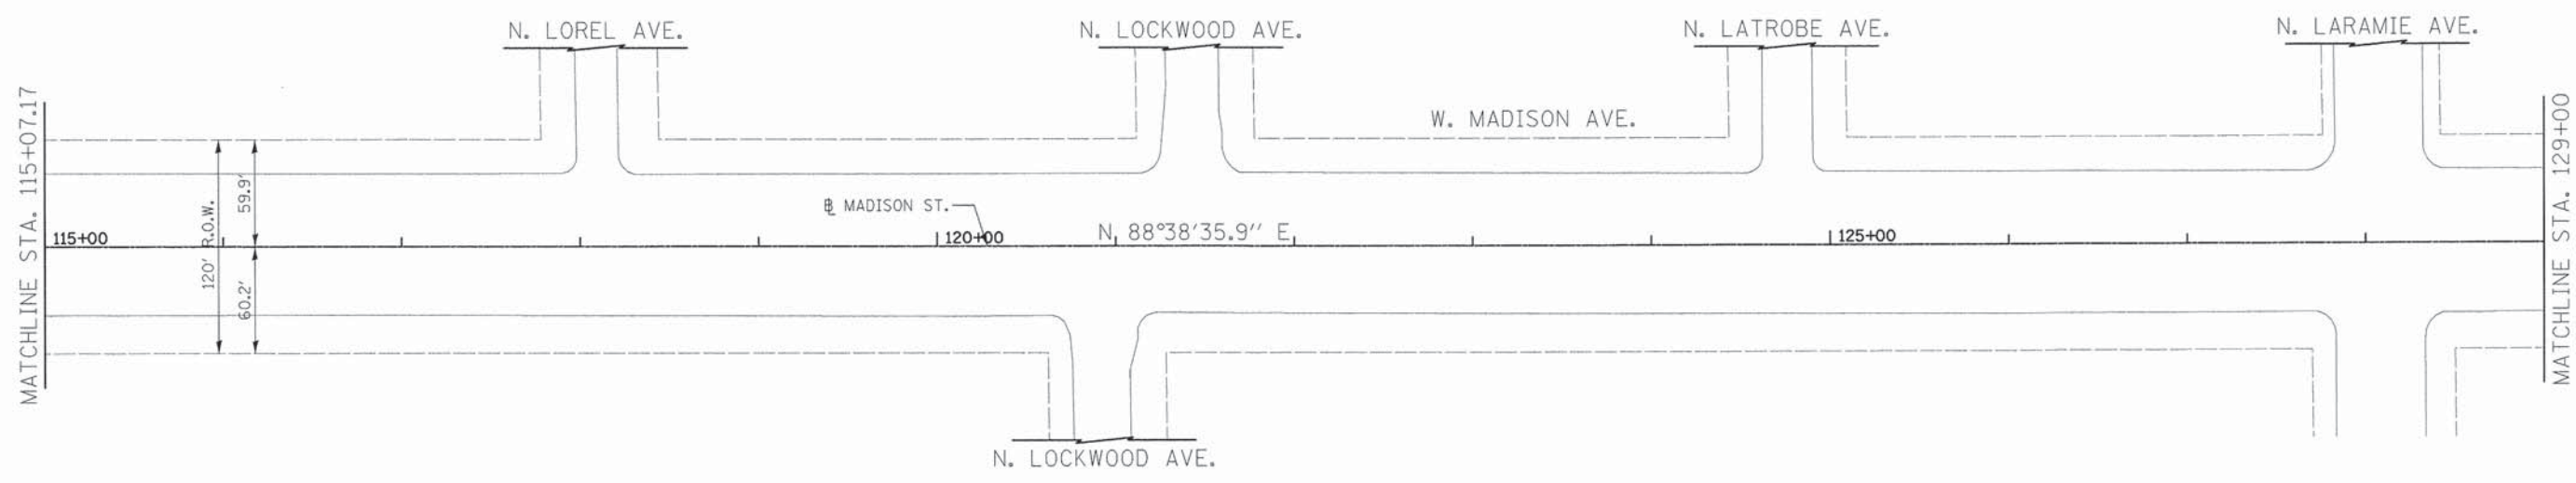 N. LOREL AVE.
N. LOCKWOOD AVE.
N. LATROBE AVE.
N. LARAMIE AVE.
MATCHLINE STA. 115+07.17
W. MADISON AVE.
MATCHLINE STA. 129+00
59.9'
120' R.O.W.
60.2'
℄ MADISON ST.
115+00
120+00
N 88°38'35.9" E
125+00
N. LOCKWOOD AVE.